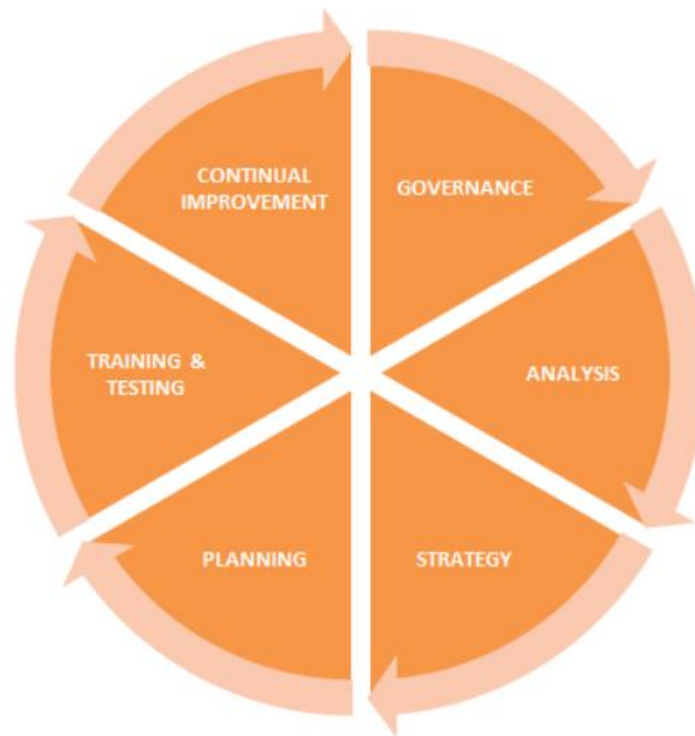 CONTINUAL
IMPROVEMENT
GOVERNANCE
TRAINING &
TESTING
ANALYSIS
PLANNING
STRATEGY